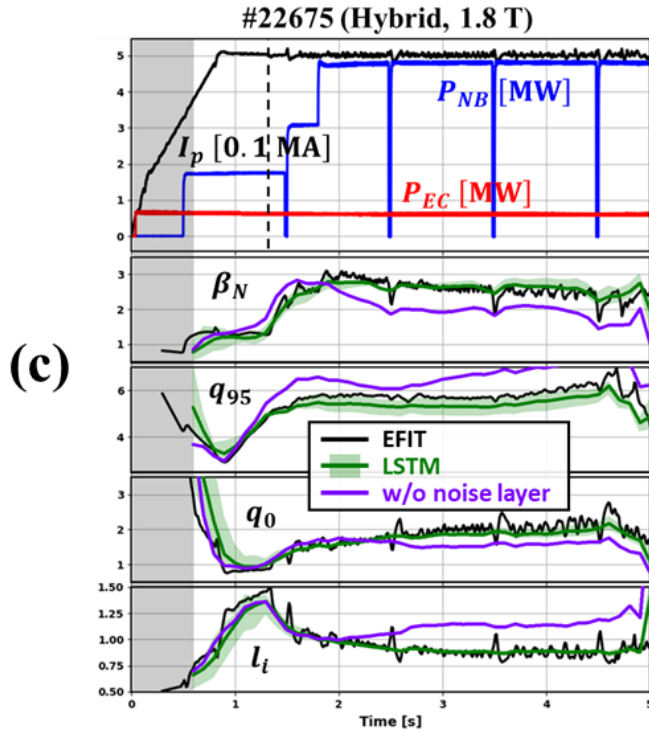 #22675 (Hybrid, 1.8 T)
(c)
5
4
3
2
1
0
P_NB [MW]
I_p [0.1 MA]
P_EC [MW]
3
2
1
β_N
6
4
q_95
EFIT
LSTM
w/o noise layer
3
2
1
q_0
1.50
1.25
1.00
0.75
0.50
l_i
0 1 2 3 4 5
Time [s]